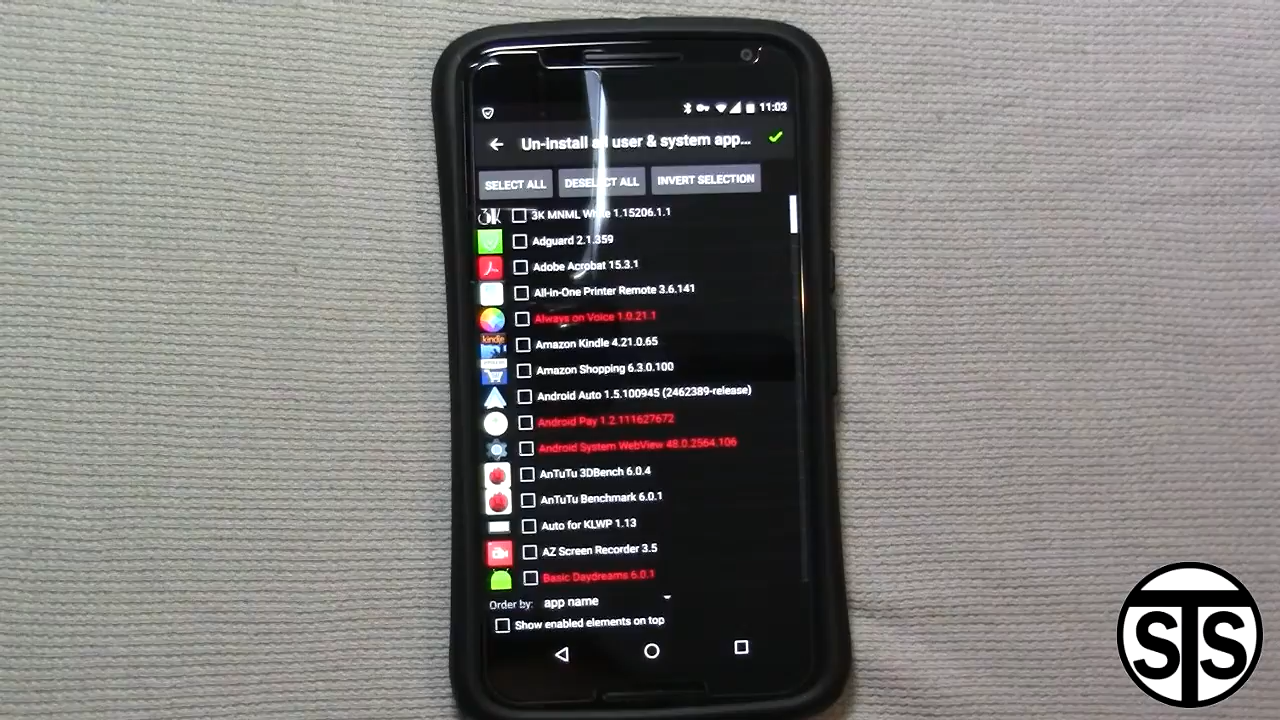 11:03
Un-install all user & system app...
SELECT ALL DESELECT ALL INVERT SELECTION
3K MNML White 1.15206.1.1
Adguard 2.1.359
Adobe Acrobat 15.3.1
All-In-One Printer Remote 3.6.141
Always on Voice 1.0.21.1
kindle
Amazon Kindle 4.21.0.65
Amazon Shopping 6.3.0.100
Android Auto 1.5.100945 (2462389-release)
Android Pay 1.2.111627672
Android System WebView 48.0.2564.106
AnTuTu 3DBench 6.0.4
AnTuTu Benchmark 6.0.1
Auto for KLWP 1.13
AZ Screen Recorder 3.5
Basic Daydreams 6.0.1
Order by: app name
Show enabled elements on top
STS